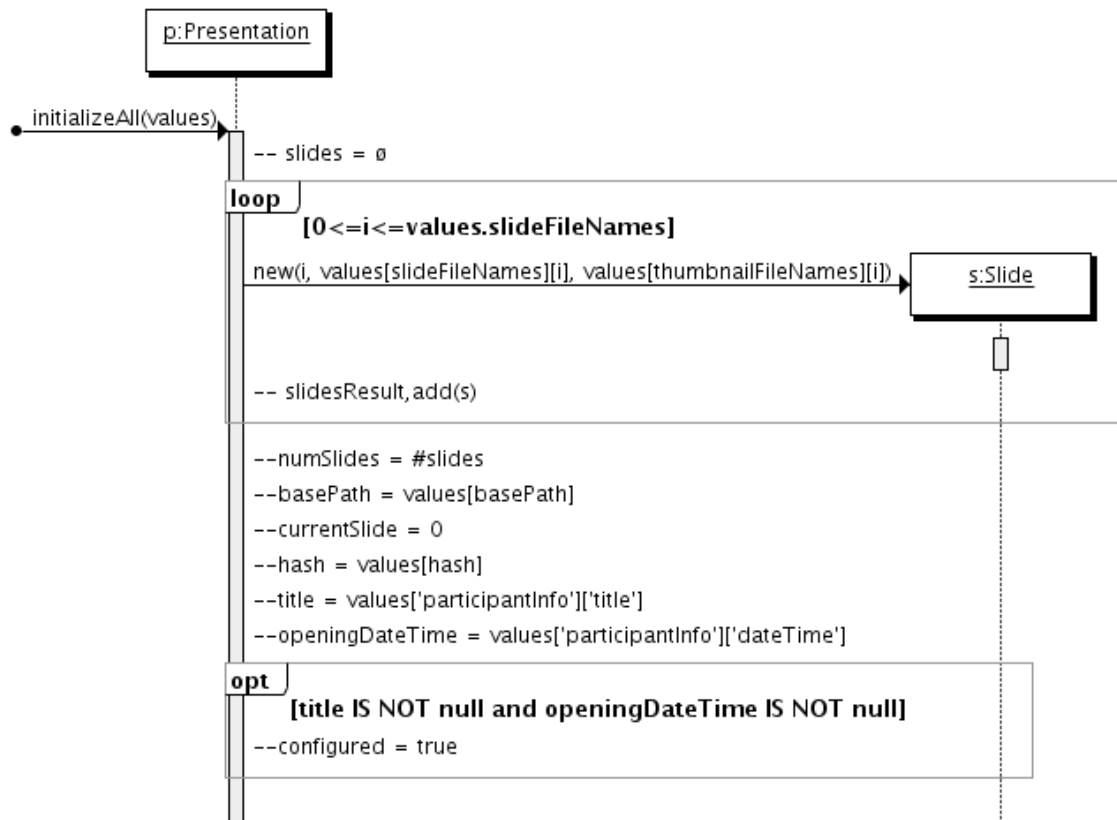 p:Presentation
initializeAll(values)
-- slides = ø
loop
[0<=i<=values.slideFileNames]
new(i, values[slideFileNames][i], values[thumbnailFileNames][i])
s:Slide
-- slidesResult,add(s)
--numSlides = #slides
--basePath = values[basePath]
--currentSlide = 0
--hash = values[hash]
--title = values['participantInfo']['title']
--openingDateTime = values['participantInfo']['dateTime']
opt
[title IS NOT null and openingDateTime IS NOT null]
--configured = true